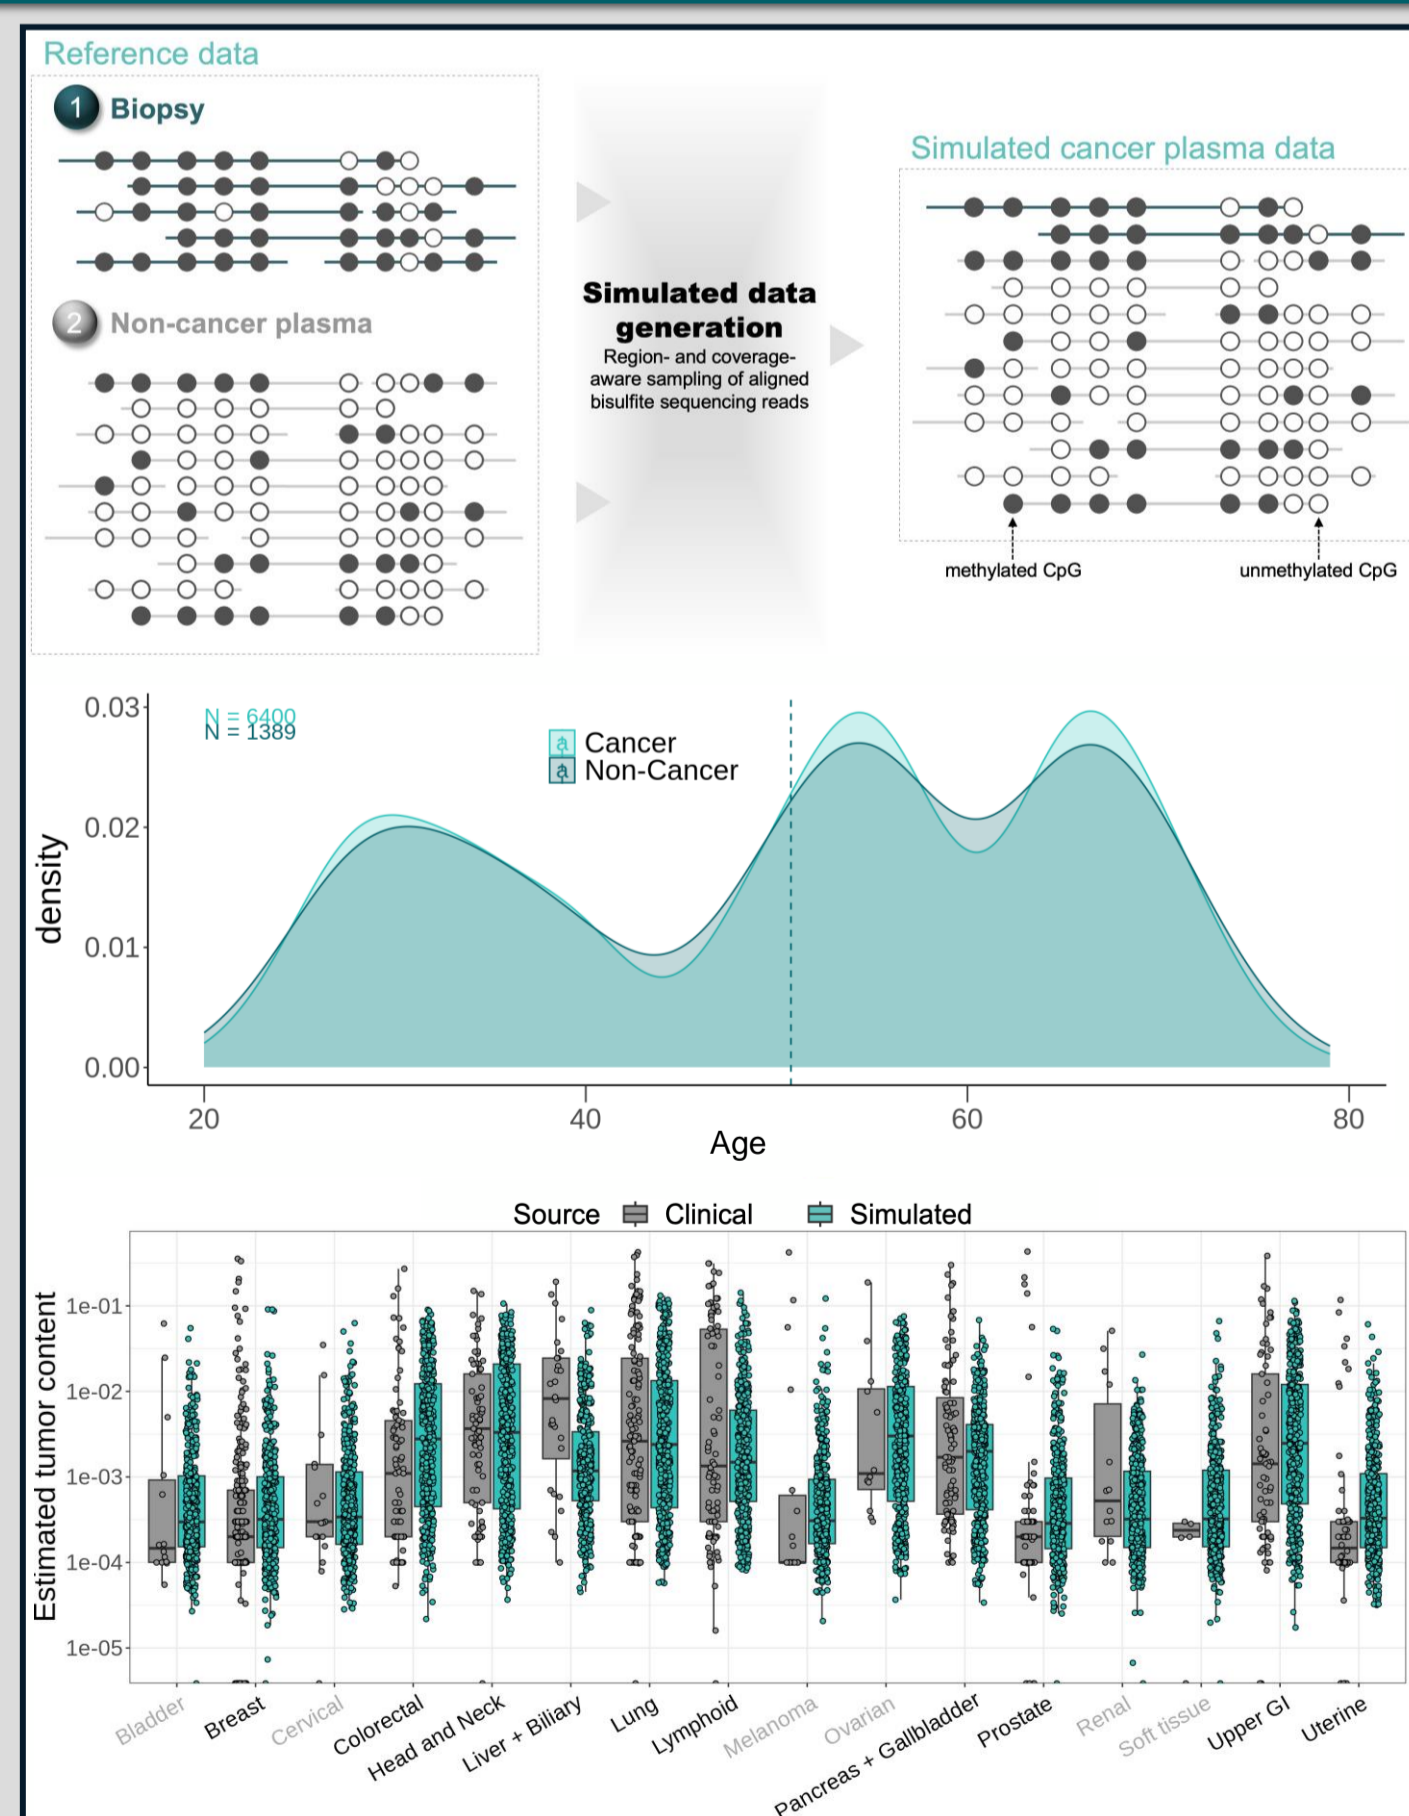 Reference data
1 Biopsy
2 Non-cancer plasma
Simulated data
generation
Region- and coverage-
aware sampling of aligned
bisulfite sequencing reads
Simulated cancer plasma data
methylated CpG
unmethylated CpG
N = 6400
N = 1389
a Cancer
a Non-Cancer
density
0.03
0.02
0.01
0.00
20 40 60 80
Age
Source Clinical Simulated
Estimated tumor content
1e-01
1e-02
1e-03
1e-04
1e-05
Bladder
Breast
Cervical
Colorectal
Head and Neck
Liver + Biliary
Lung
Lymphoid
Melanoma
Ovarian
Pancreas + Gallbladder
Prostate
Renal
Soft tissue
Upper GI
Uterine